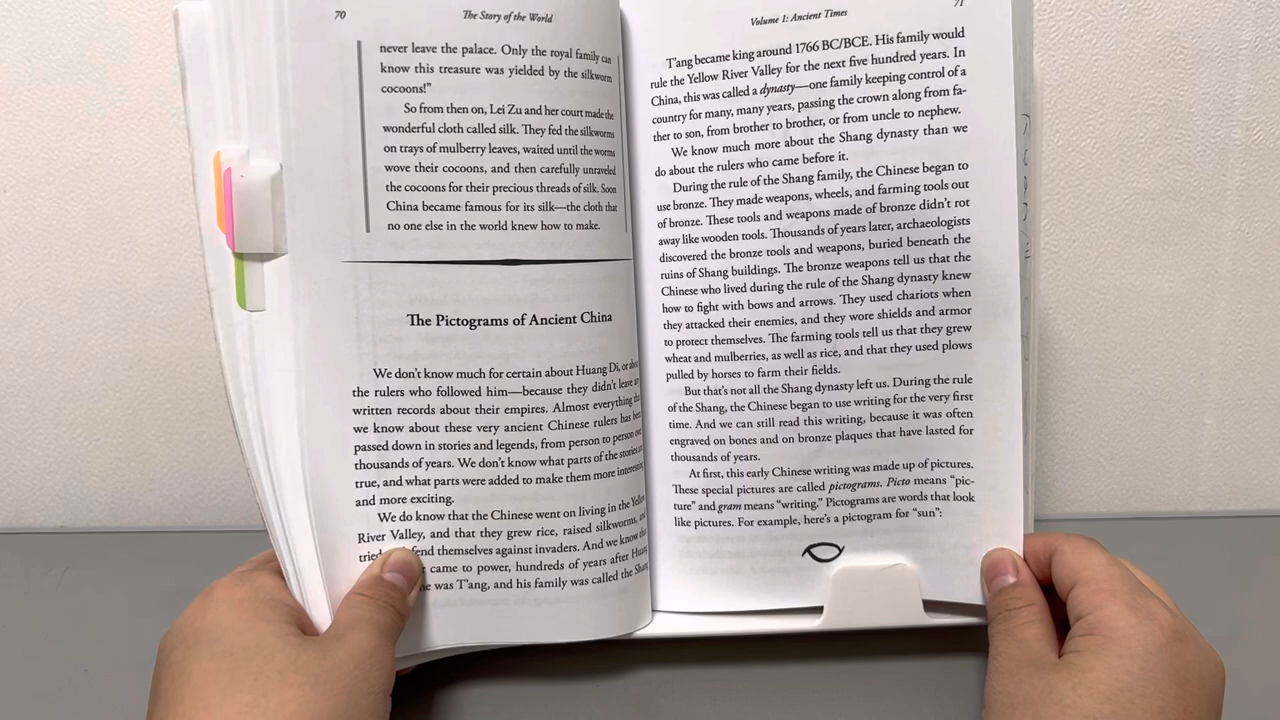 70
The Story of the World
never leave the palace. Only the royal family can
know this treasure was yielded by the silkworm
cocoons!”
So from then on, Lei Zu and her court made the
wonderful cloth called silk. They fed the silkworms
on trays of mulberry leaves, waited until the worms
wove their cocoons, and then carefully unraveled
the cocoons for their precious threads of silk. Soon
China became famous for its silk—the cloth that
no one else in the world knew how to make.
The Pictograms of Ancient China
We don’t know much for certain about Huang Di, or about
the rulers who followed him—because they didn’t leave
written records about their empires. Almost everything
we know about these very ancient Chinese rulers has been
passed down in stories and legends, from person to person
thousands of years. We don’t know what parts of the stories
true, and what parts were added to make them more interesting
and more exciting.
We do know that the Chinese went on living in the Yellow
River Valley, and that they grew rice, raised silkworms,
fend themselves against invaders. And we know
came to power, hundreds of years after Huang
was T’ang, and his family was called the Shang
71
Volume 1: Ancient Times
T’ang became king around 1766 BC/BCE. His family would
rule the Yellow River Valley for the next five hundred years. In
China, this was called a dynasty—one family keeping control of a
country for many, many years, passing the crown along from fa-
ther to son, from brother to brother, or from uncle to nephew.
We know much more about the Shang dynasty than we
do about the rulers who came before it.
During the rule of the Shang family, the Chinese began to
use bronze. They made weapons, wheels, and farming tools out
of bronze. These tools and weapons made of bronze didn’t rot
away like wooden tools. Thousands of years later, archaeologists
discovered the bronze tools and weapons, buried beneath the
ruins of Shang buildings. The bronze weapons tell us that the
Chinese who lived during the rule of the Shang dynasty knew
how to fight with bows and arrows. They used chariots when
they attacked their enemies, and they wore shields and armor
to protect themselves. The farming tools tell us that they grew
wheat and mulberries, as well as rice, and that they used plows
pulled by horses to farm their fields.
But that’s not all the Shang dynasty left us. During the rule
of the Shang, the Chinese began to use writing for the very first
time. And we can still read this writing, because it was often
engraved on bones and on bronze plaques that have lasted for
thousands of years.
At first, this early Chinese writing was made up of pictures.
These special pictures are called pictograms. Picto means “pic-
ture” and gram means “writing.” Pictograms are words that look
like pictures. For example, here’s a pictogram for “sun”: